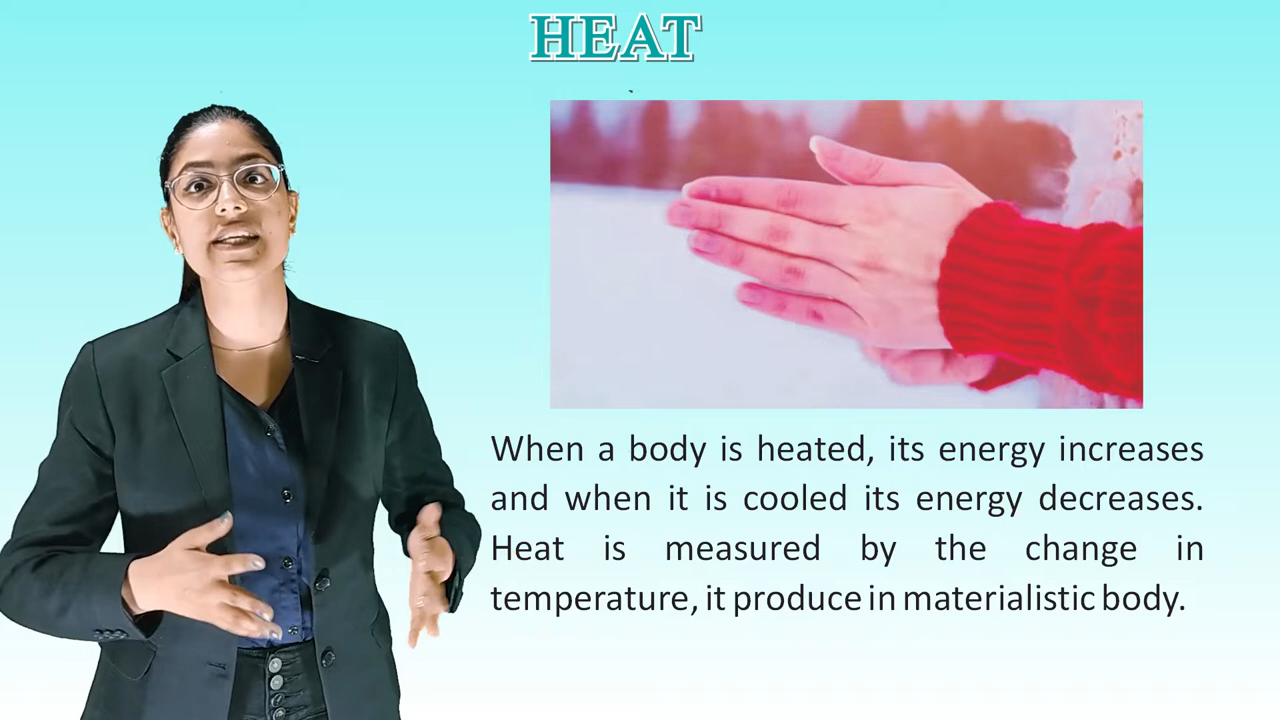 HEAT
When a body is heated, its energy increases
and when it is cooled its energy decreases.
Heat is measured by the change in
temperature, it produce in materialistic body.